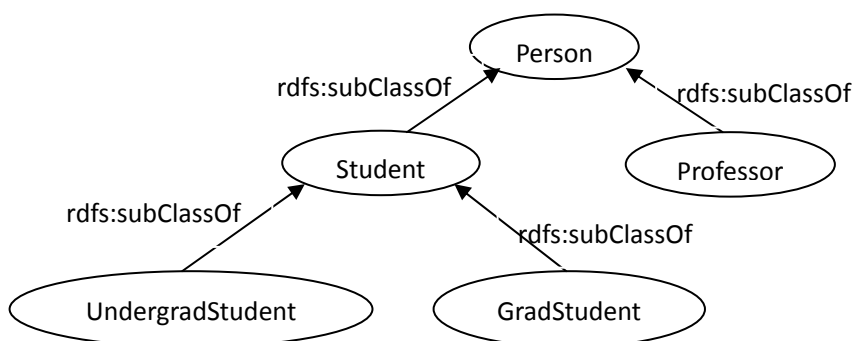 Person
rdfs:subClassOf
rdfs:subClassOf
Student
Professor
rdfs:subClassOf
rdfs:subClassOf
UndergradStudent
GradStudent